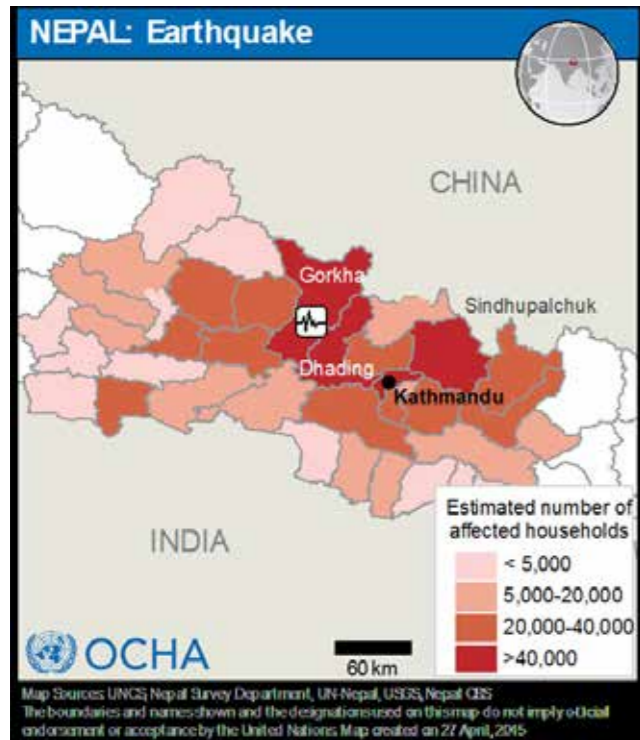 NEPAL: Earthquake
CHINA
Gorkha
Sindhupalchuk
Dhading
Kathmandu
INDIA
Estimated number of
affected households
< 5,000
5,000-20,000
20,000-40,000
>40,000
OCHA
60 km
Map Sources: UNCS, Nepal Survey Department, UN-Nepal, USGS, Nepal CBS
The boundaries and names shown and the designations used on this map do not imply official
endorsement or acceptance by the United Nations. Map created on 27 April, 2015